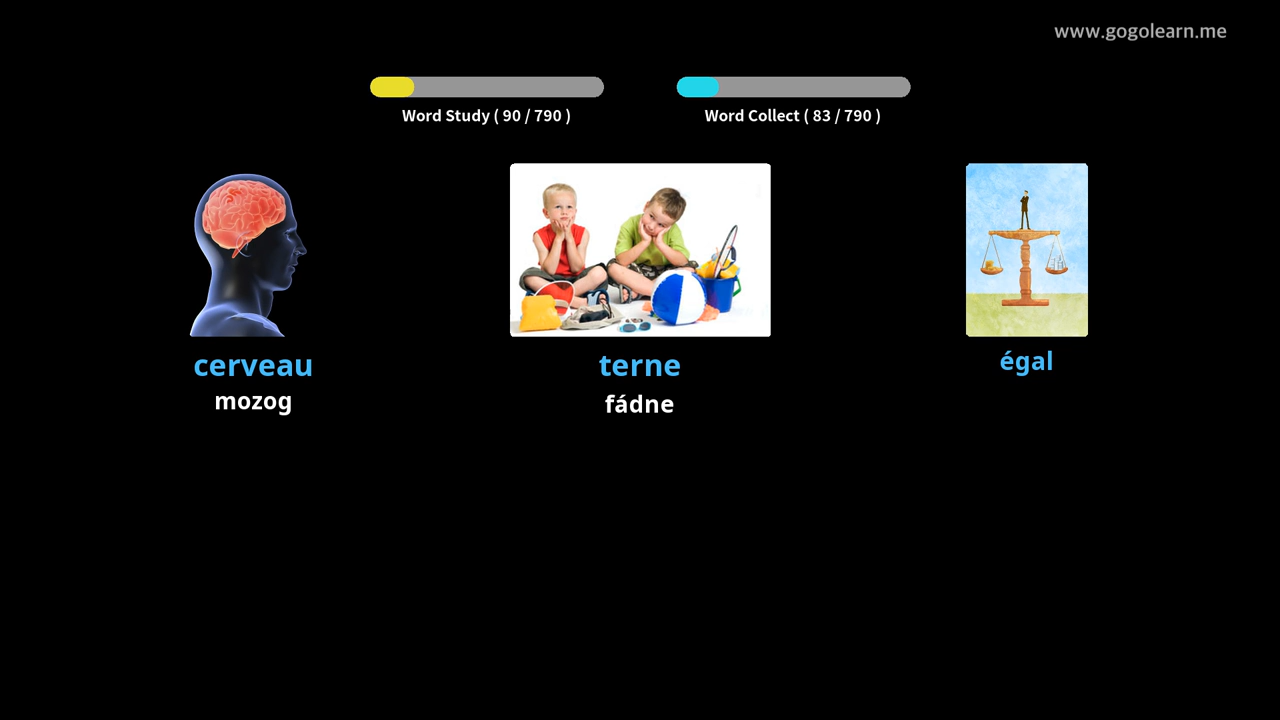 www.gogolearn.me
Word Study ( 90 / 790 )
Word Collect ( 83 / 790 )
cerveau
mozog
terne
fádne
égal